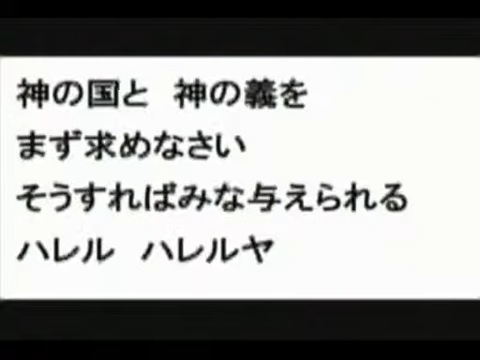 神の国と　神の義を
まず求めなさい
そうすればみな与えられる
ハレル　ハレルヤ